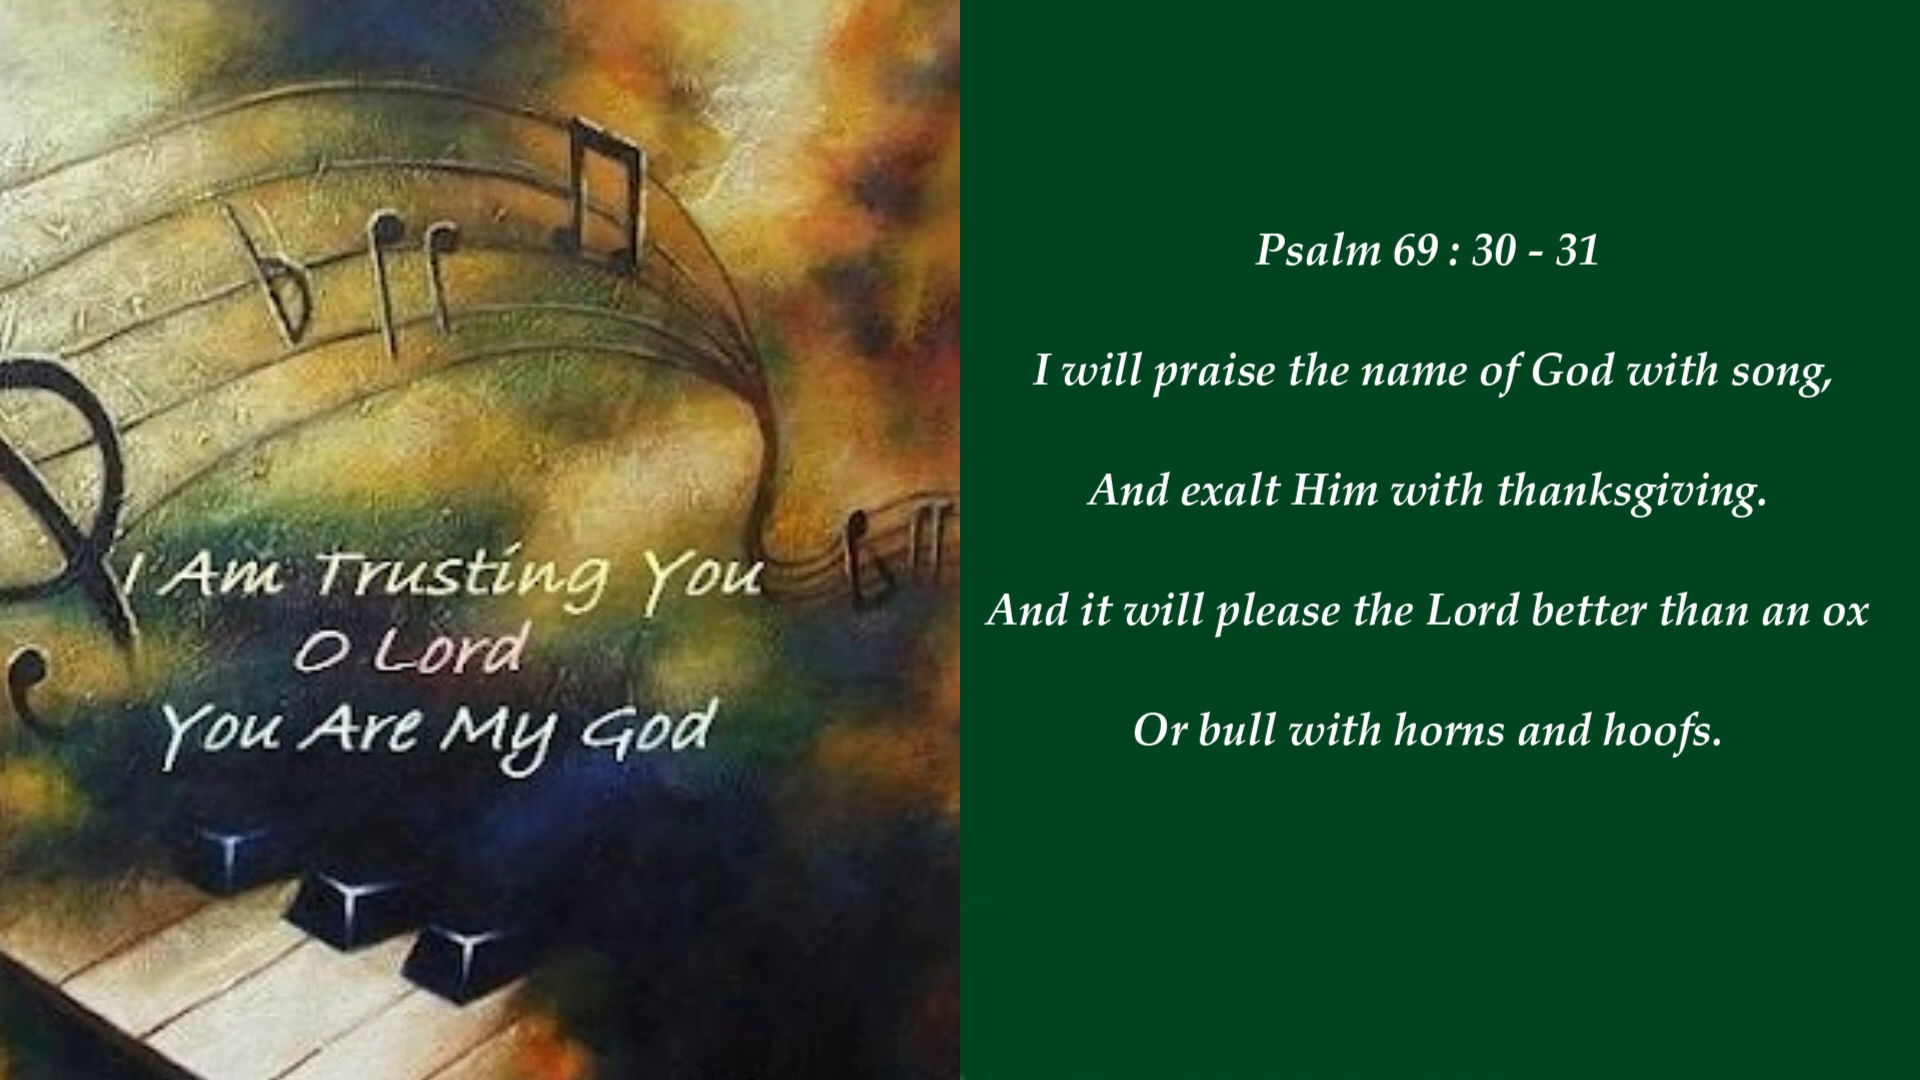 I Am Trusting You
O Lord
You Are My God
Psalm 69 : 30 - 31
I will praise the name of God with song,
And exalt Him with thanksgiving.
And it will please the Lord better than an ox
Or bull with horns and hoofs.